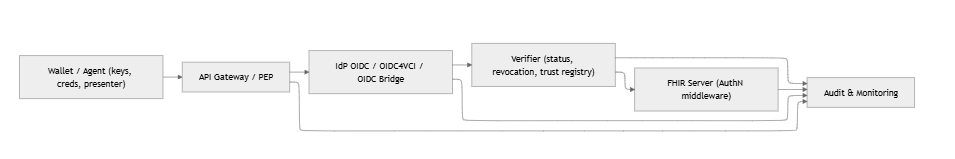 Wallet / Agent (keys,
creds, presenter)
API Gateway / PEP
IdP OIDC / OIDC4VCI /
OIDC Bridge
Verifier (status,
revocation, trust registry)
FHIR Server (AuthN
middleware)
Audit & Monitoring